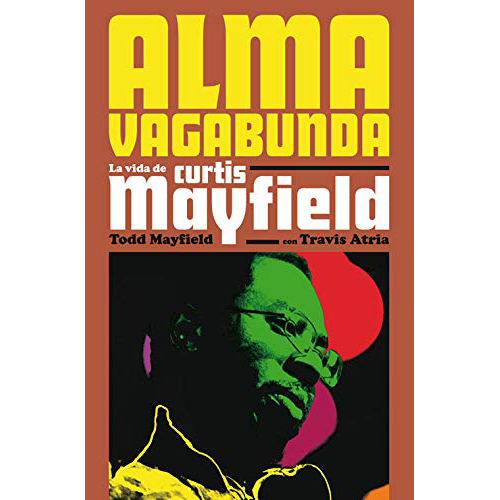 ALMA
VAGABUNDA
La vida de curtis
Mayfield
Todd Mayfield con Travis Atria